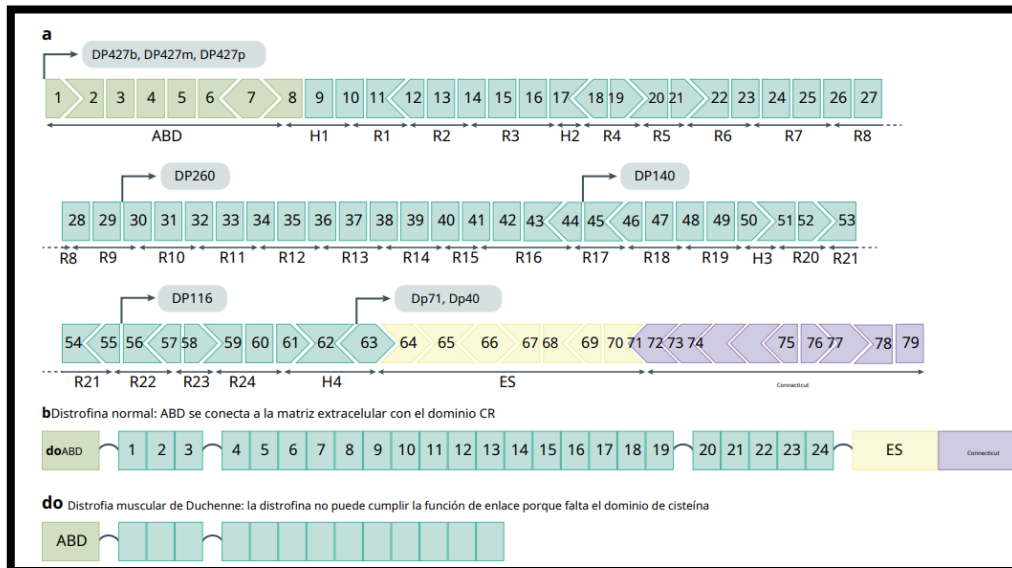 a
DP427b, DP427m, DP427p
1 2 3 4 5 6 7 8 9 10 11 12 13 14 15 16 17 18 19 20 21 22 23 24 25 26 27
ABD H1 R1 R2 R3 H2 R4 R5 R6 R7 R8
DP260 DP140
28 29 30 31 32 33 34 35 36 37 38 39 40 41 42 43 44 45 46 47 48 49 50 51 52 53
R8 R9 R10 R11 R12 R13 R14 R15 R16 R17 R18 R19 H3 R20 R21
DP116 Dp71, Dp40
54 55 56 57 58 59 60 61 62 63 64 65 66 67 68 69 70 71 72 73 74 75 76 77 78 79
R21 R22 R23 R24 H4 ES Connecticut
bDistrofina normal: ABD se conecta a la matriz extracelular con el dominio CR
doABD 1 2 3 4 5 6 7 8 9 10 11 12 13 14 15 16 17 18 19 20 21 22 23 24 ES Connecticut
do Distrofia muscular de Duchenne: la distrofina no puede cumplir la función de enlace porque falta el dominio de cisteína
ABD